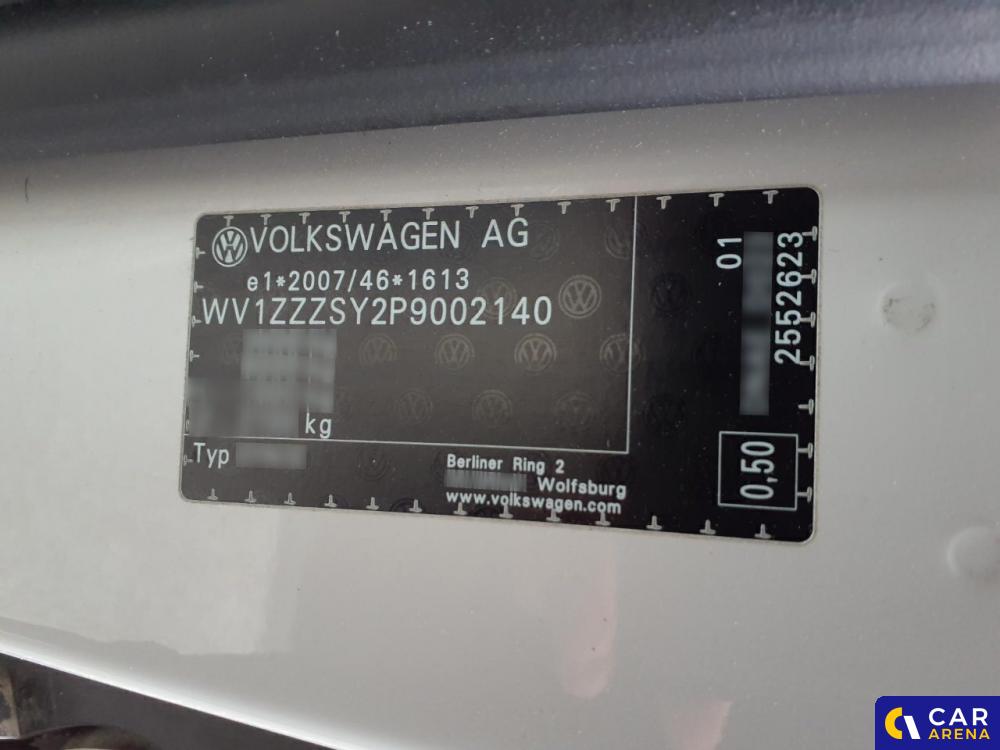 VOLKSWAGEN AG
e1*2007/46*1613
WV1ZZZSY2P9002140
kg
Typ
Berliner Ring 2
Wolfsburg
www.volkswagen.com
01
2552623
0,50
CAR
ARENA